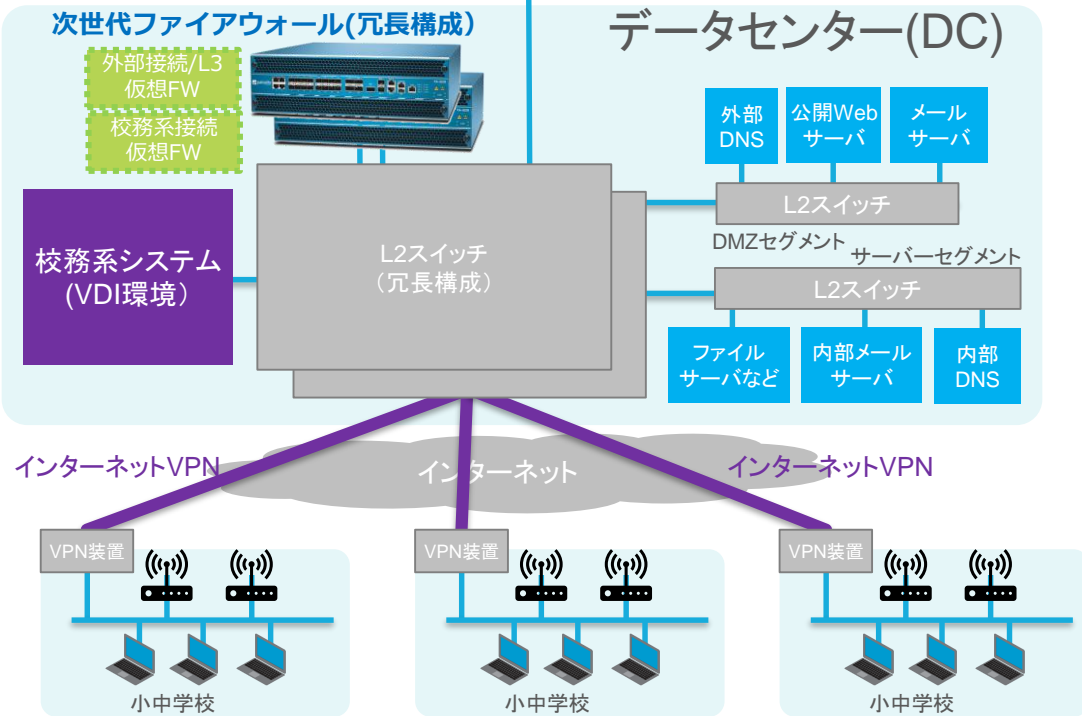 次世代ファイアウォール(冗長構成）
データセンター(DC)
外部接続/L3
仮想FW
校務系接続
仮想FW
外部
DNS
公開Web
サーバ
メール
サーバ
L2スイッチ
DMZセグメント
サーバーセグメント
L2スイッチ
ファイル
サーバなど
内部メール
サーバ
内部
DNS
校務系システム
(VDI環境）
L2スイッチ
（冗長構成）
インターネットVPN
インターネット
インターネットVPN
VPN装置
VPN装置
VPN装置
小中学校
小中学校
小中学校